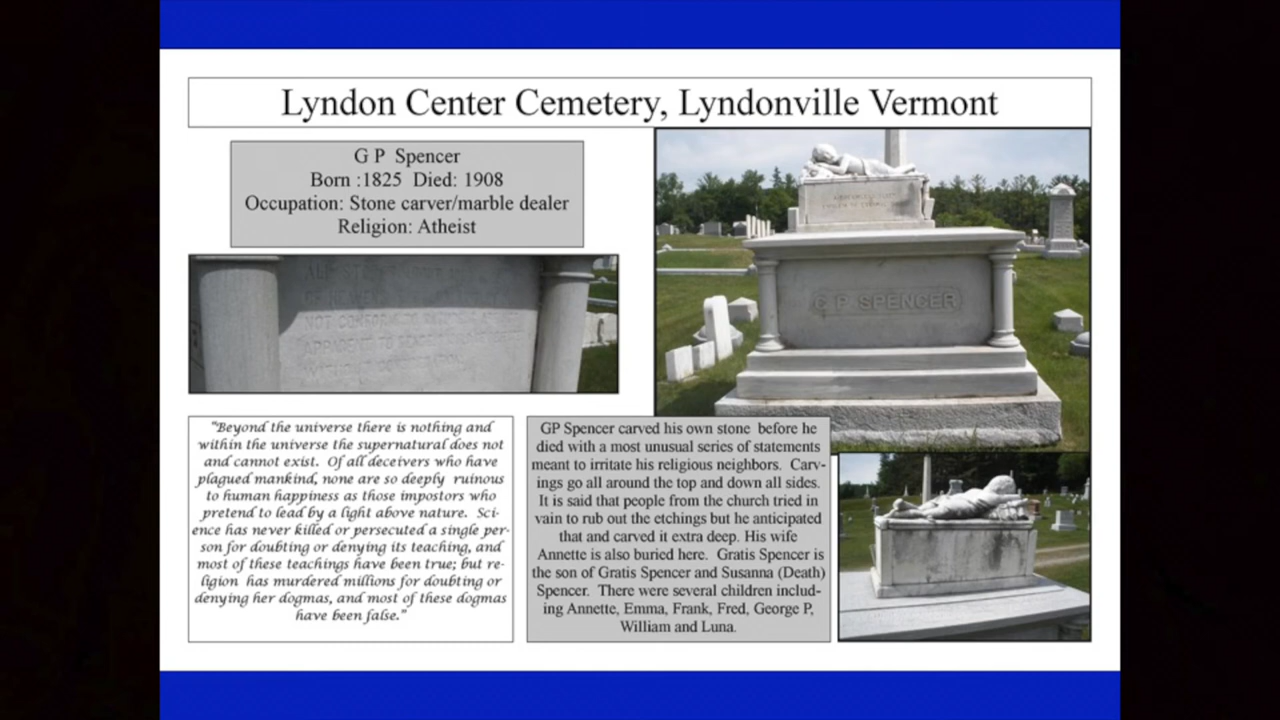 Lyndon Center Cemetery, Lyndonville Vermont
G P Spencer
Born :1825 Died: 1908
Occupation: Stone carver/marble dealer
Religion: Atheist
G P SPENCER
"Beyond the universe there is nothing and
within the universe the supernatural does not
and cannot exist. Of all deceivers who have
plagued mankind, none are so deeply ruinous
to human happiness as those impostors who
pretend to lead by a light above nature. Sci-
ence has never killed or persecuted a single per-
son for doubting or denying its teaching, and
most of these teachings have been true; but re-
ligion has murdered millions for doubting or
denying her dogmas, and most of these dogmas
have been false."
GP Spencer carved his own stone before he
died with a most unusual series of statements
meant to irritate his religious neighbors. Carv-
ings go all around the top and down all sides.
It is said that people from the church tried in
vain to rub out the etchings but he anticipated
that and carved it extra deep. His wife
Annette is also buried here. Gratis Spencer is
the son of Gratis Spencer and Susanna (Death)
Spencer. There were several children includ-
ing Annette, Emma, Frank, Fred, George P,
William and Luna.